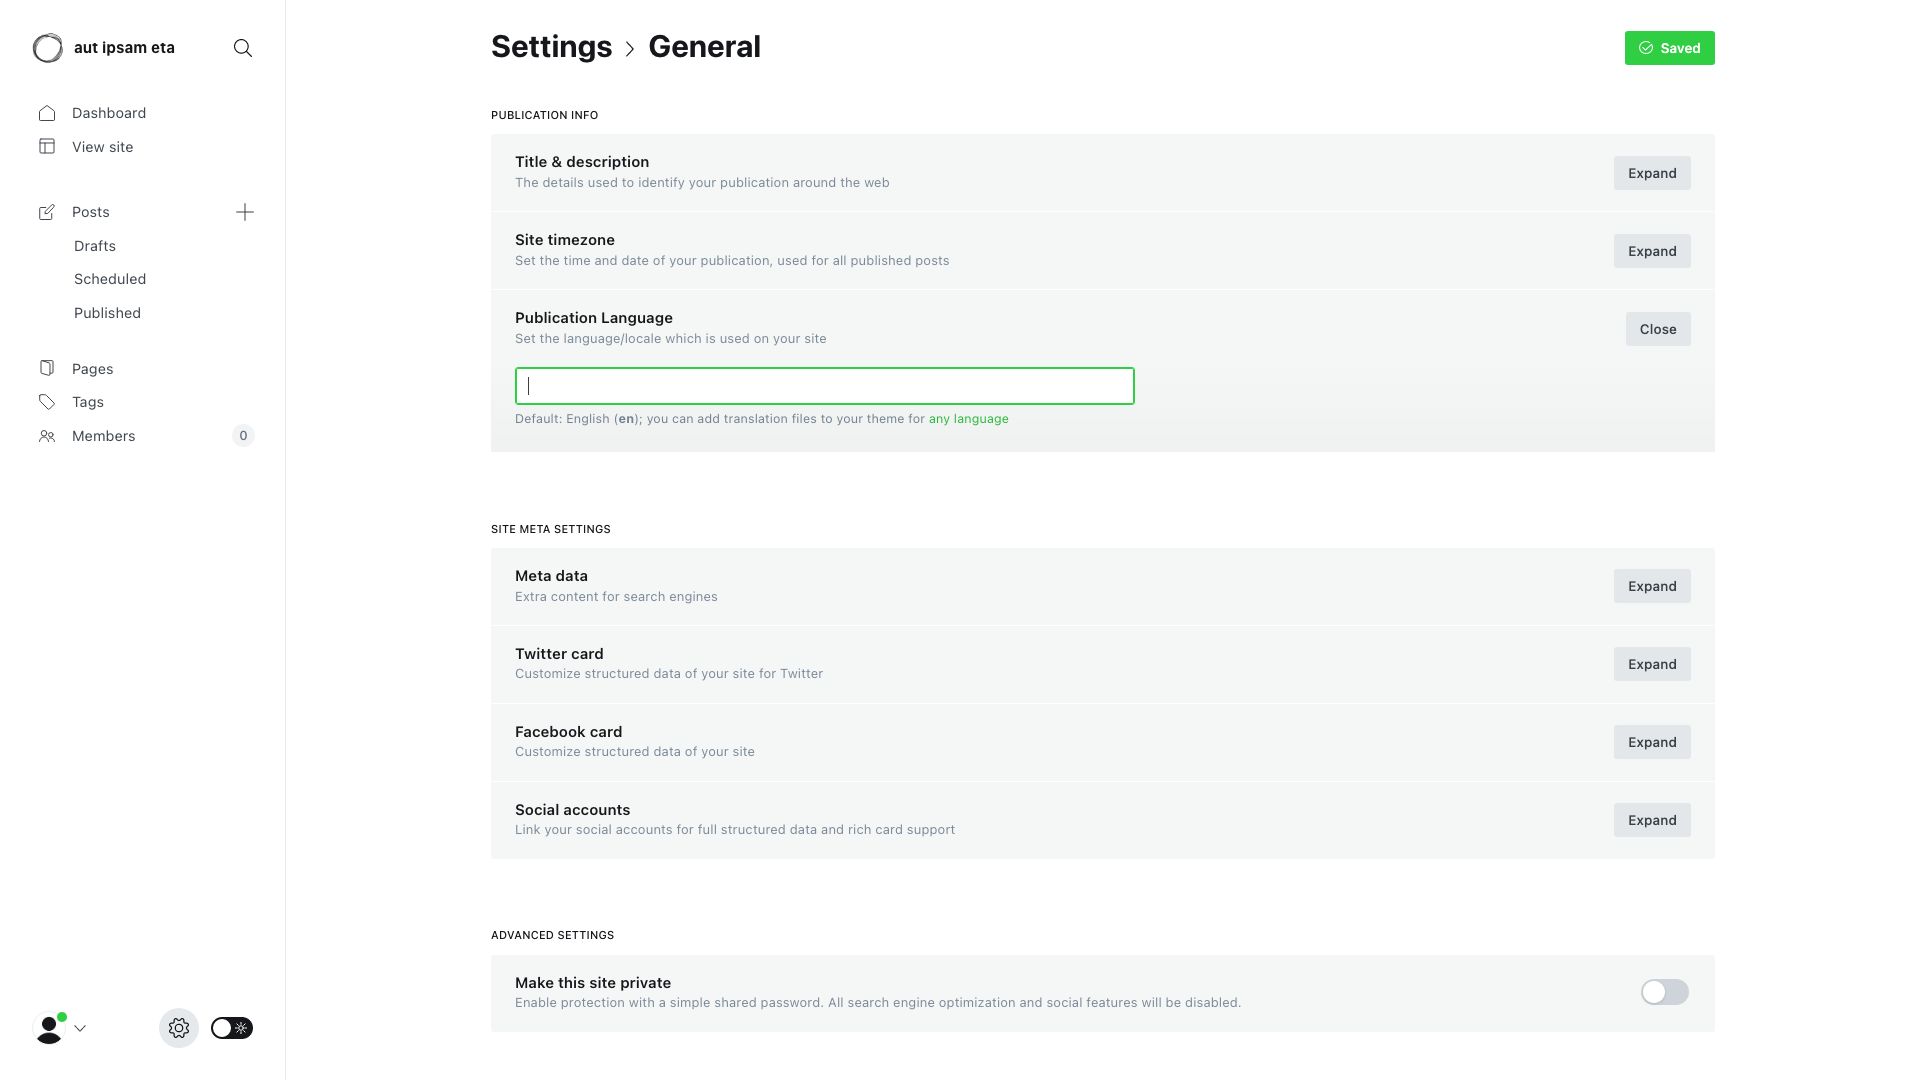 aut ipsam eta
Dashboard
View site
Posts
Drafts
Scheduled
Published
Pages
Tags
Members
0
Settings
General
Saved
PUBLICATION INFO
Title & description
The details used to identify your publication around the web
Expand
Site timezone
Set the time and date of your publication, used for all published posts
Expand
Publication Language
Set the language/locale which is used on your site
Close
Default: English (en); you can add translation files to your theme for any language
SITE META SETTINGS
Meta data
Extra content for search engines
Expand
Twitter card
Customize structured data of your site for Twitter
Expand
Facebook card
Customize structured data of your site
Expand
Social accounts
Link your social accounts for full structured data and rich card support
Expand
ADVANCED SETTINGS
Make this site private
Enable protection with a simple shared password. All search engine optimization and social features will be disabled.